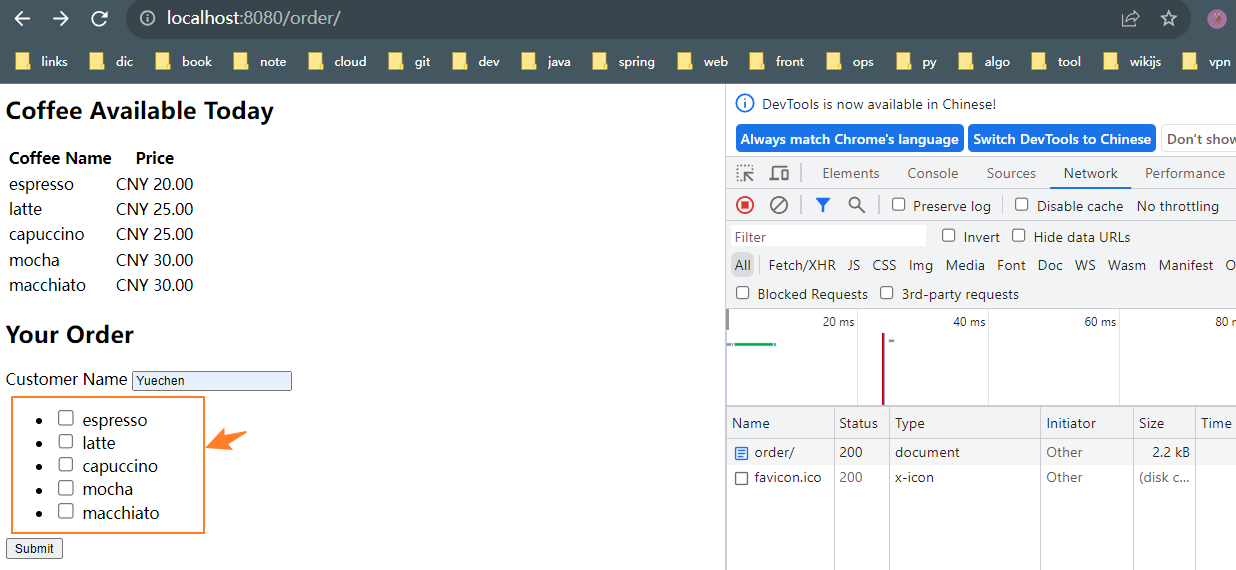 localhost:8080/order/
links dic book note cloud git dev java spring web front ops py algo tool wikijs vpn
Coffee Available Today
Coffee Name Price
espresso CNY 20.00
latte CNY 25.00
capuccino CNY 25.00
mocha CNY 30.00
macchiato CNY 30.00
Your Order
Customer Name Yuechen
espresso
latte
capuccino
mocha
macchiato
Submit
DevTools is now available in Chinese!
Always match Chrome's language Switch DevTools to Chinese Don't show
Elements Console Sources Network Performance
Preserve log Disable cache No throttling
Filter Invert Hide data URLs
All Fetch/XHR JS CSS Img Media Font Doc WS Wasm Manifest O
Blocked Requests 3rd-party requests
20 ms 40 ms 60 ms 80 m
Name Status Type Initiator Size Time
order/ 200 document Other 2.2 kB
favicon.ico 200 x-icon Other (disk c...